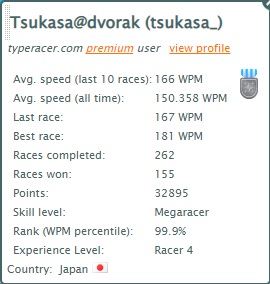 Tsukasa@dvorak (tsukasa_)
typeracer.com premium user view profile
Avg. speed (last 10 races): 166 WPM
Avg. speed (all time): 150.358 WPM
Last race: 167 WPM
Best race: 181 WPM
Races completed: 262
Races won: 155
Points: 32895
Skill level: Megaracer
Rank (WPM percentile): 99.9%
Experience Level: Racer 4
Country: Japan